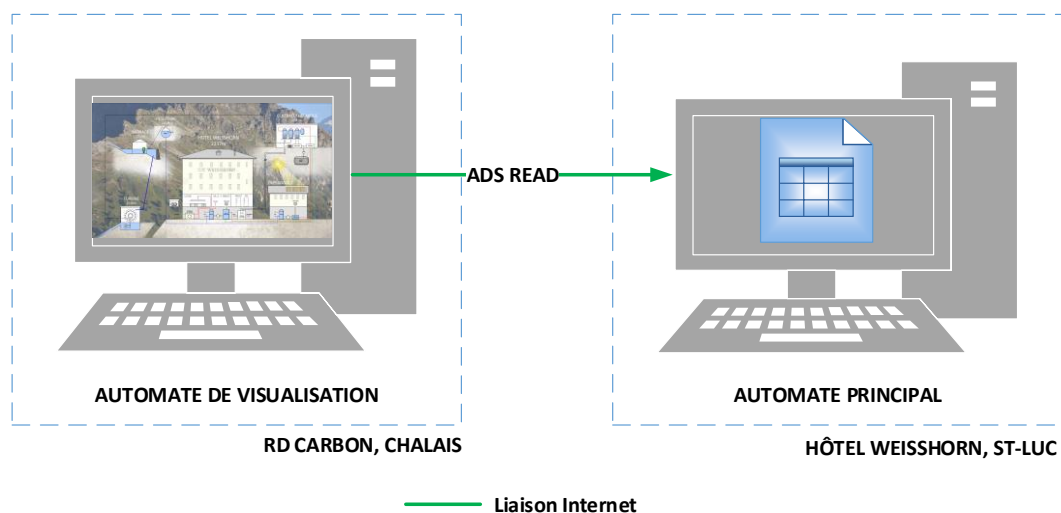 ADS READ
AUTOMATE DE VISUALISATION
AUTOMATE PRINCIPAL
RD CARBON, CHALAIS
HÔTEL WEISSHORN, ST-LUC
Liaison Internet